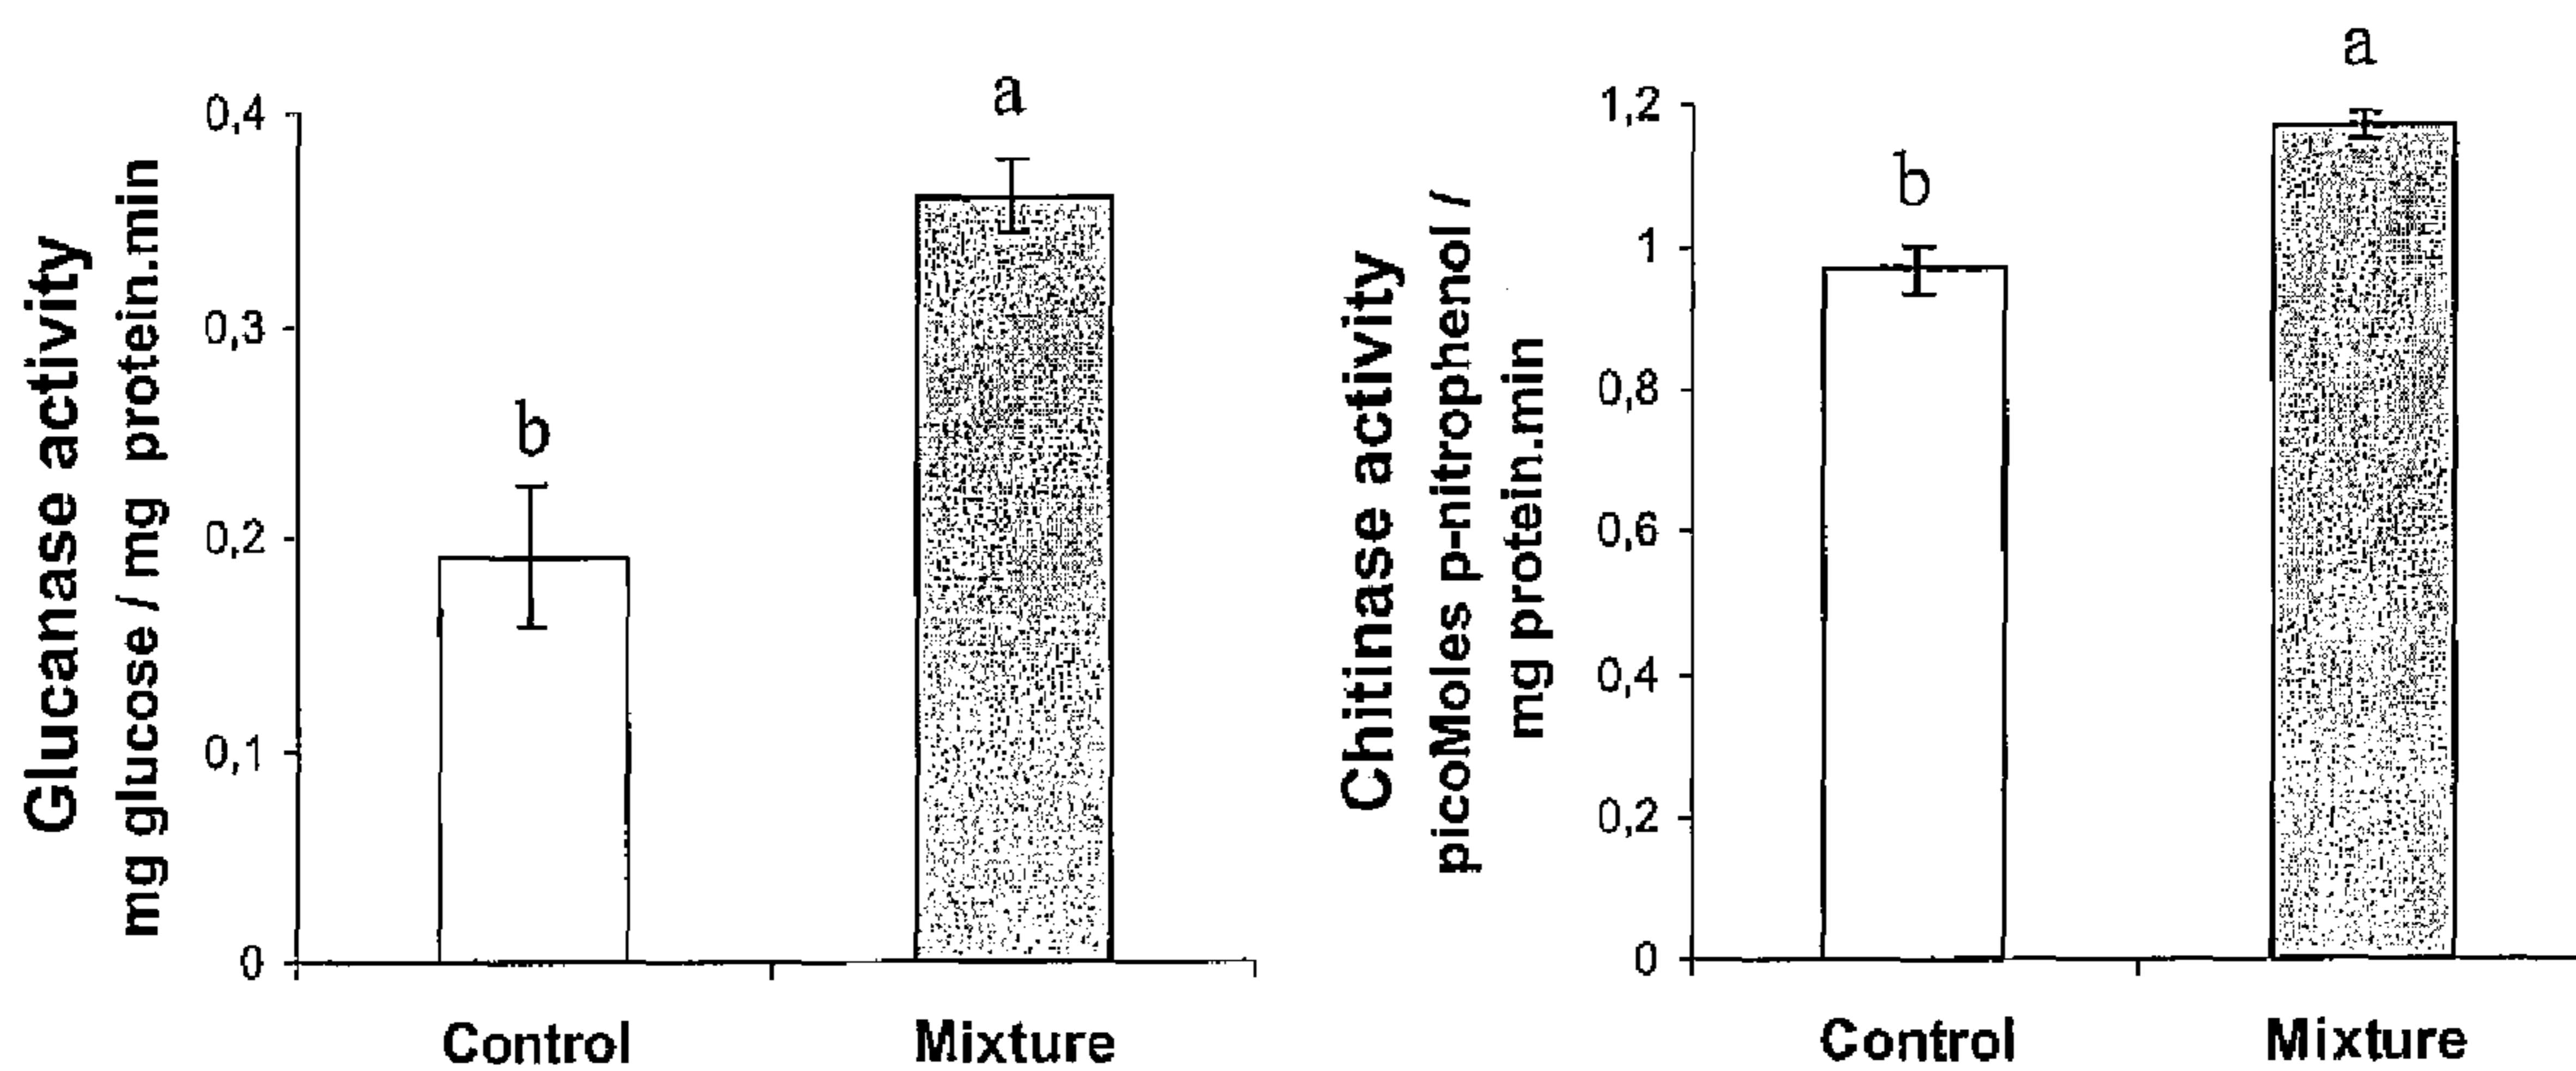 Glucanase activity
mg glucose / mg protein.min
0,4
0,3
0,2
0,1
0
b
a
Control
Mixture
Chitinase activity
picoMoles p-nitrophenol /
mg protein.min
1,2
1
0,8
0,6
0,4
0,2
0
b
a
Control
Mixture